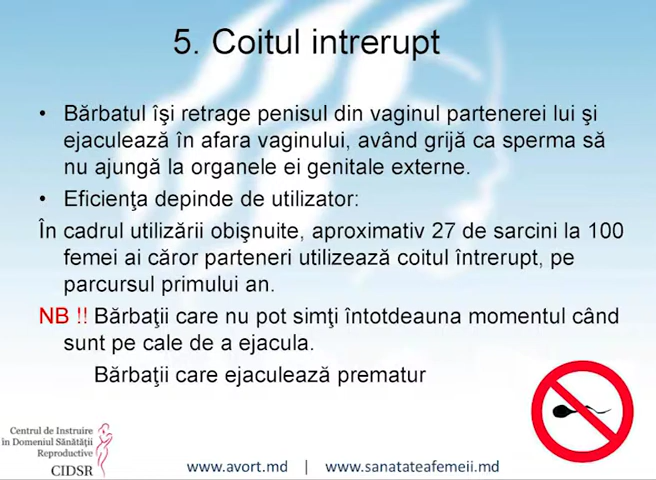 5. Coitul intrerupt
• Bărbatul îşi retrage penisul din vaginul partenerei lui şi
ejaculează în afara vaginului, având grijă ca sperma să
nu ajungă la organele ei genitale externe.
• Eficienţa depinde de utilizator:
În cadrul utilizării obişnuite, aproximativ 27 de sarcini la 100
femei ai căror parteneri utilizează coitul întrerupt, pe
parcursul primului an.
NB !! Bărbaţii care nu pot simţi întotdeauna momentul când
sunt pe cale de a ejacula.
Bărbaţii care ejaculează prematur
Centrul de Instruire
în Domeniul Sănătăţii
Reproductive
CIDSR
www.avort.md | www.sanatateafemeii.md